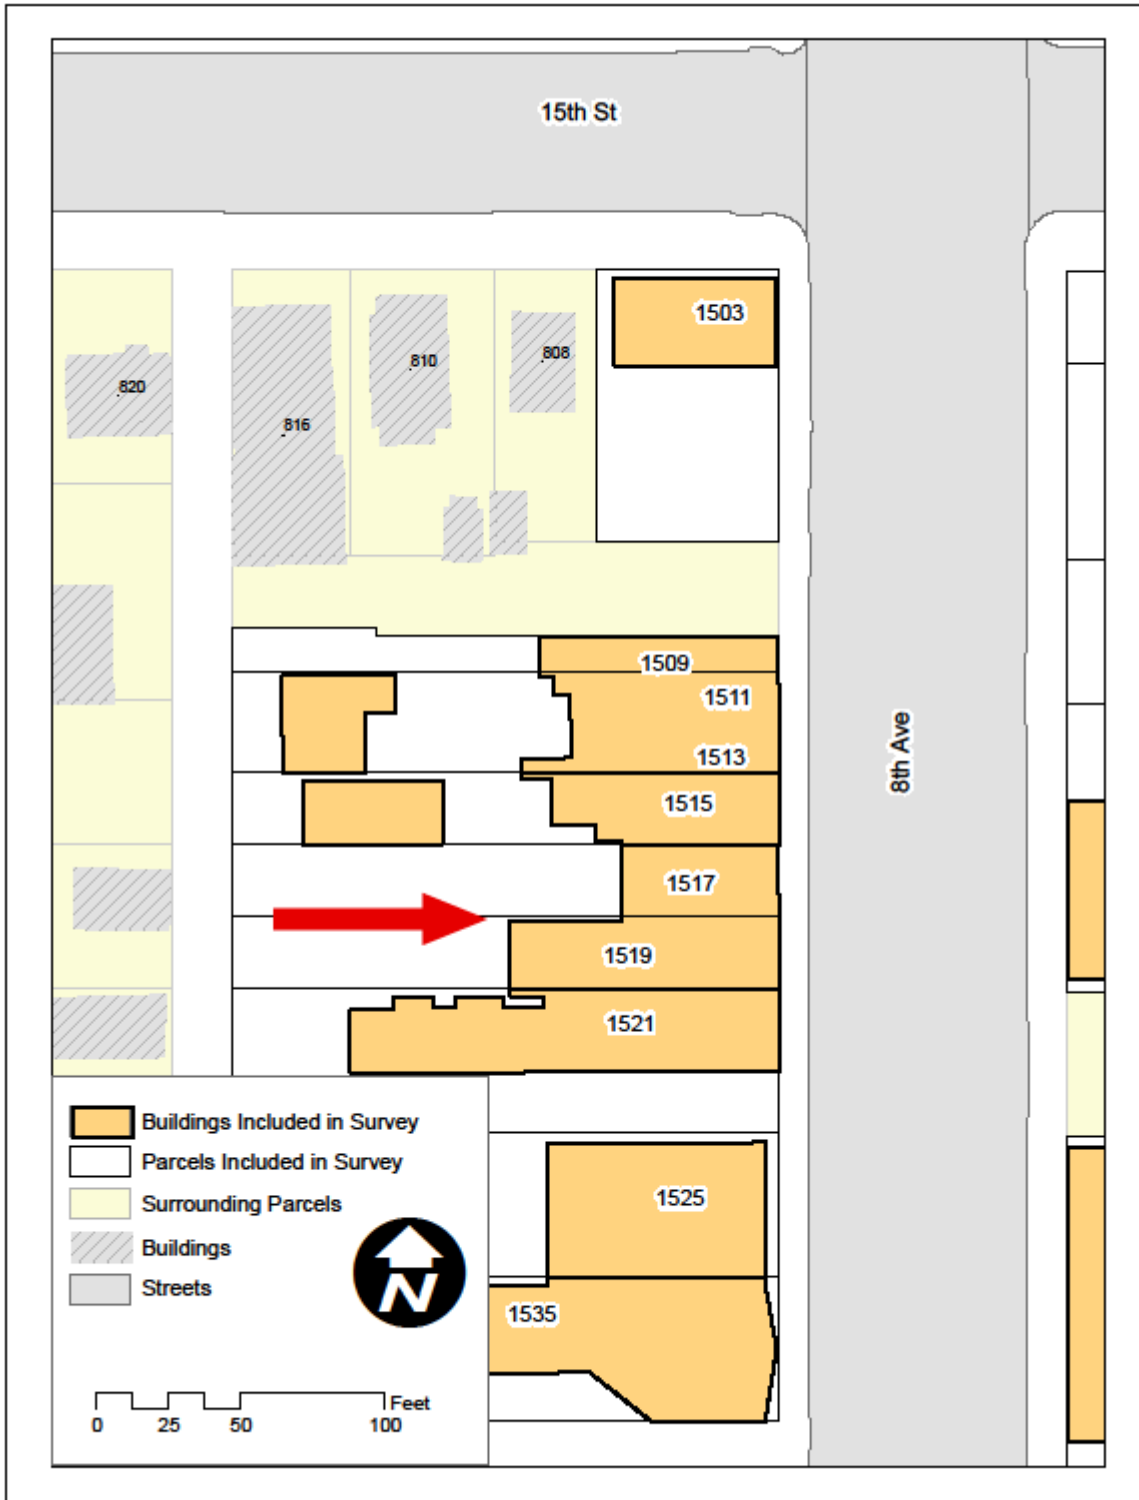 15th St
1503
808
810
820
816
1509
1511
8th Ave
1513
1515
1517
1519
1521
Buildings Included in Survey
Parcels Included in Survey
1525
Surrounding Parcels
Buildings
Streets
N
1535
Feet
0 25 50 100